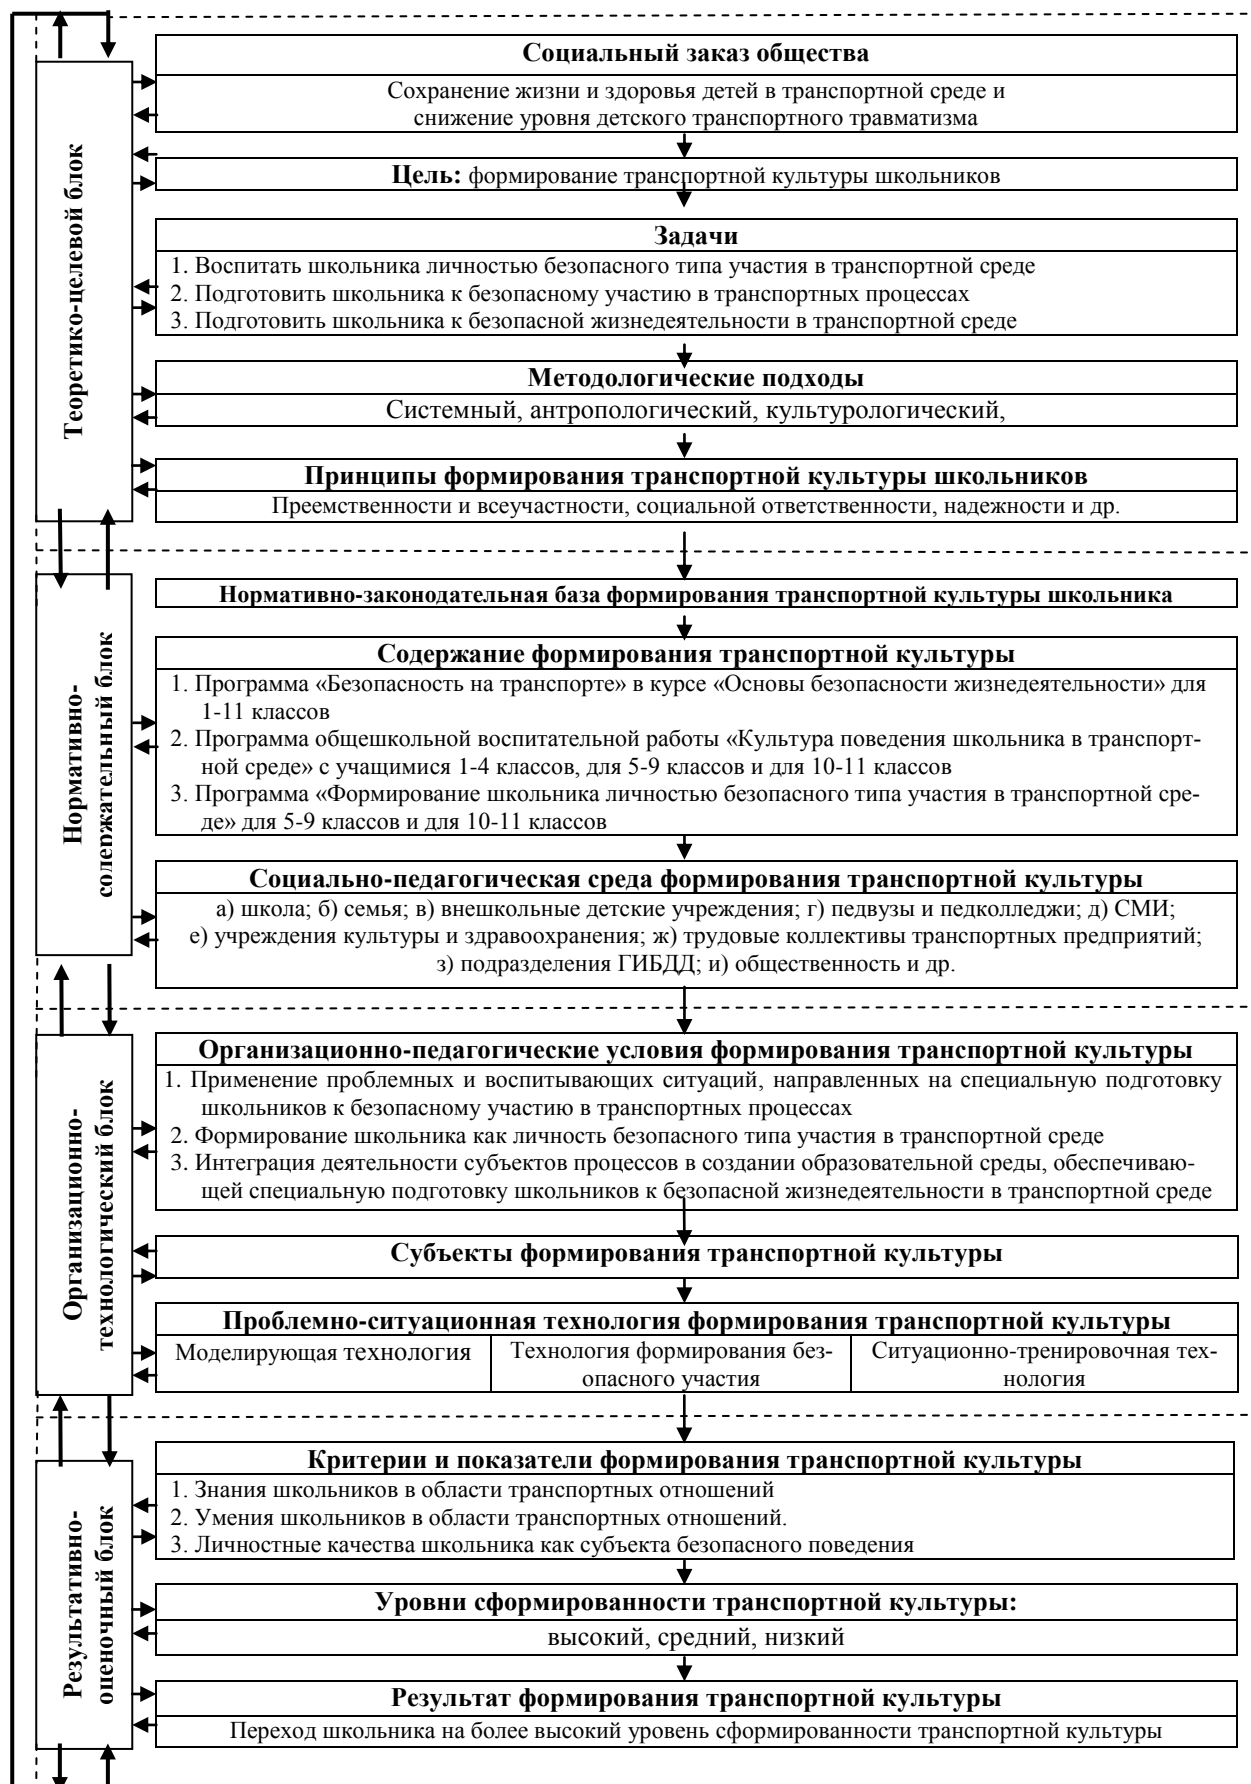 Теоретико-целевой блок
Социальный заказ общества
Сохранение жизни и здоровья детей в транспортной среде и
снижение уровня детского транспортного травматизма
Цель: формирование транспортной культуры школьников
Задачи
1. Воспитать школьника личностью безопасного типа участия в транспортной среде
2. Подготовить школьника к безопасному участию в транспортных процессах
3. Подготовить школьника к безопасной жизнедеятельности в транспортной среде
Методологические подходы
Системный, антропологический, культурологический,
Принципы формирования транспортной культуры школьников
Преемственности и всеучастности, социальной ответственности, надежности и др.
Нормативно-
содержательный блок
Нормативно-законодательная база формирования транспортной культуры школьника
Содержание формирования транспортной культуры
1. Программа «Безопасность на транспорте» в курсе «Основы безопасности жизнедеятельности» для
1-11 классов
2. Программа общешкольной воспитательной работы «Культура поведения школьника в транспорт-
ной среде» с учащимися 1-4 классов, для 5-9 классов и для 10-11 классов
3. Программа «Формирование школьника личностью безопасного типа участия в транспортной сре-
де» для 5-9 классов и для 10-11 классов
Социально-педагогическая среда формирования транспортной культуры
а) школа; б) семья; в) внешкольные детские учреждения; г) педвузы и педколледжи; д) СМИ;
е) учреждения культуры и здравоохранения; ж) трудовые коллективы транспортных предприятий;
з) подразделения ГИБДД; и) общественность и др.
Организационно-
технологический блок
Организационно-педагогические условия формирования транспортной культуры
1. Применение проблемных и воспитывающих ситуаций, направленных на специальную подготовку
школьников к безопасному участию в транспортных процессах
2. Формирование школьника как личность безопасного типа участия в транспортной среде
3. Интеграция деятельности субъектов процессов в создании образовательной среды, обеспечиваю-
щей специальную подготовку школьников к безопасной жизнедеятельности в транспортной среде
Субъекты формирования транспортной культуры
Проблемно-ситуационная технология формирования транспортной культуры
Моделирующая технология
Технология формирования без-
опасного участия
Ситуационно-тренировочная тех-
нология
Результативно-
оценочный блок
Критерии и показатели формирования транспортной культуры
1. Знания школьников в области транспортных отношений
2. Умения школьников в области транспортных отношений.
3. Личностные качества школьника как субъекта безопасного поведения
Уровни сформированности транспортной культуры:
высокий, средний, низкий
Результат формирования транспортной культуры
Переход школьника на более высокий уровень сформированности транспортной культуры